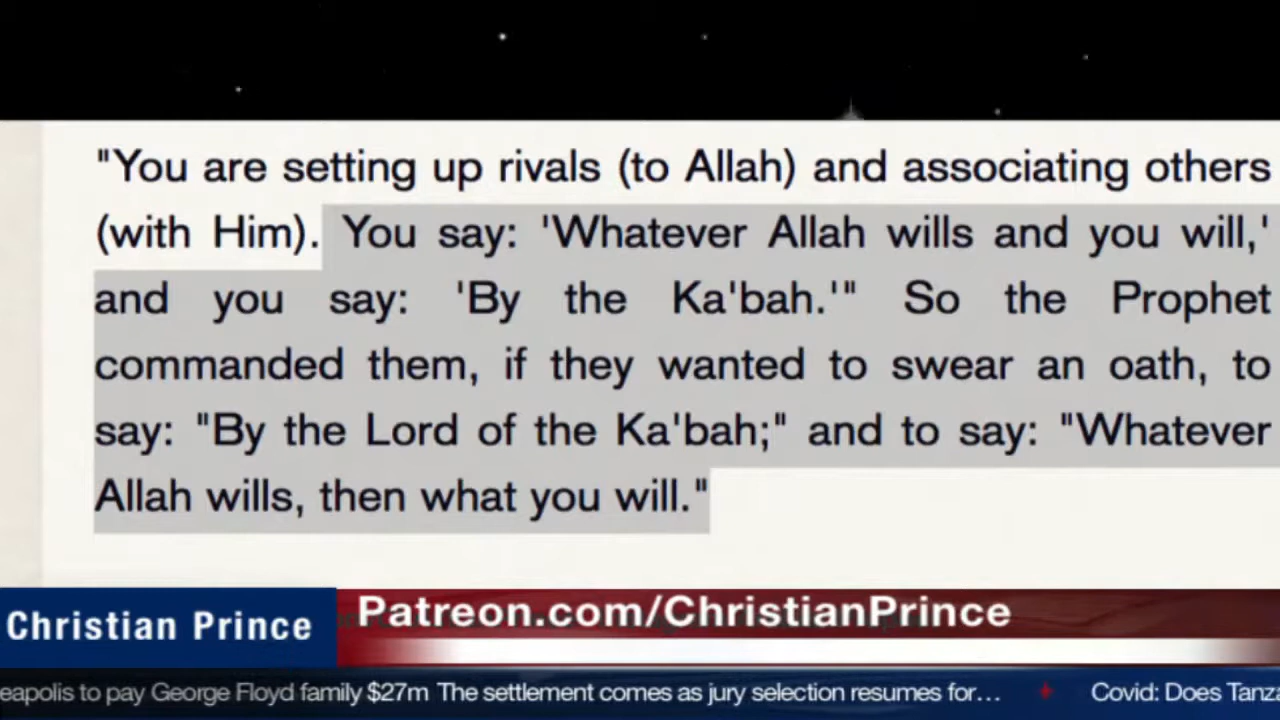 "You are setting up rivals (to Allah) and associating others
(with Him). You say: 'Whatever Allah wills and you will,'
and you say: 'By the Ka'bah.'" So the Prophet
commanded them, if they wanted to swear an oath, to
say: "By the Lord of the Ka'bah;" and to say: "Whatever
Allah wills, then what you will."
Christian Prince
Patreon.com/ChristianPrince
eapolis to pay George Floyd family $27m The settlement comes as jury selection resumes for... Covid: Does Tanza